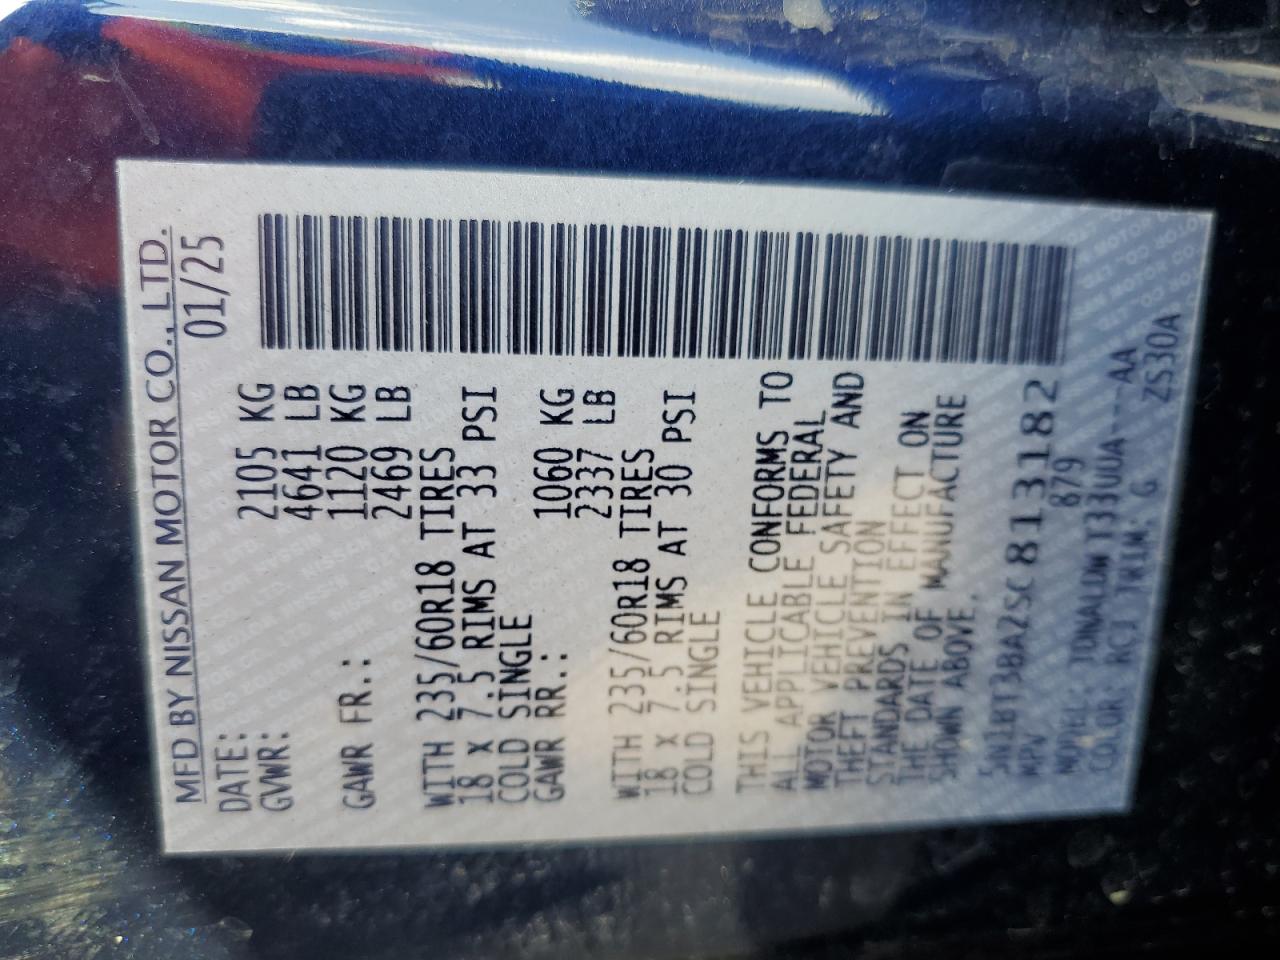 MFD BY NISSAN MOTOR CO., LTD.
DATE: 01/25
GVWR: 2105 KG
4641 LB
GAWR FR.: 1120 KG
2469 LB
WITH 235/60R18 TIRES
18 X 7.5 RIMS AT 33 PSI
COLD SINGLE
GAWR RR.: 1060 KG
2337 LB
WITH 235/60R18 TIRES
18 X 7.5 RIMS AT 30 PSI
COLD SINGLE
THIS VEHICLE CONFORMS TO
ALL APPLICABLE FEDERAL
MOTOR VEHICLE SAFETY AND
THEFT PREVENTION
STANDARDS IN EFFECT ON
THE DATE OF MANUFACTURE
SHOWN ABOVE.
5N1BT3BA2SC813182
MPV 879
MODEL: JDNALDW T33UUA---AA
COLOR: RCJ TRIM: G ZS30A